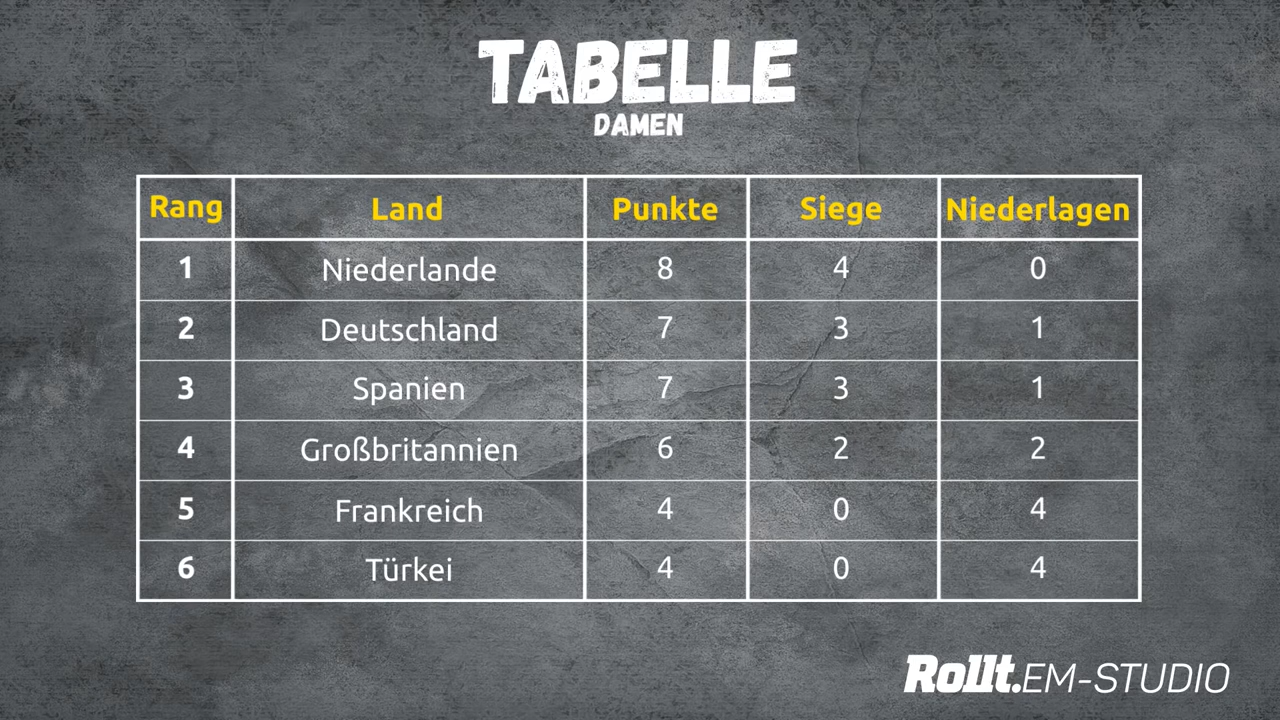 TABELLE
DAMEN
Rang Land Punkte Siege Niederlagen
1 Niederlande 8 4 0
2 Deutschland 7 3 1
3 Spanien 7 3 1
4 Großbritannien 6 2 2
5 Frankreich 4 0 4
6 Türkei 4 0 4
Rollt.EM-STUDIO